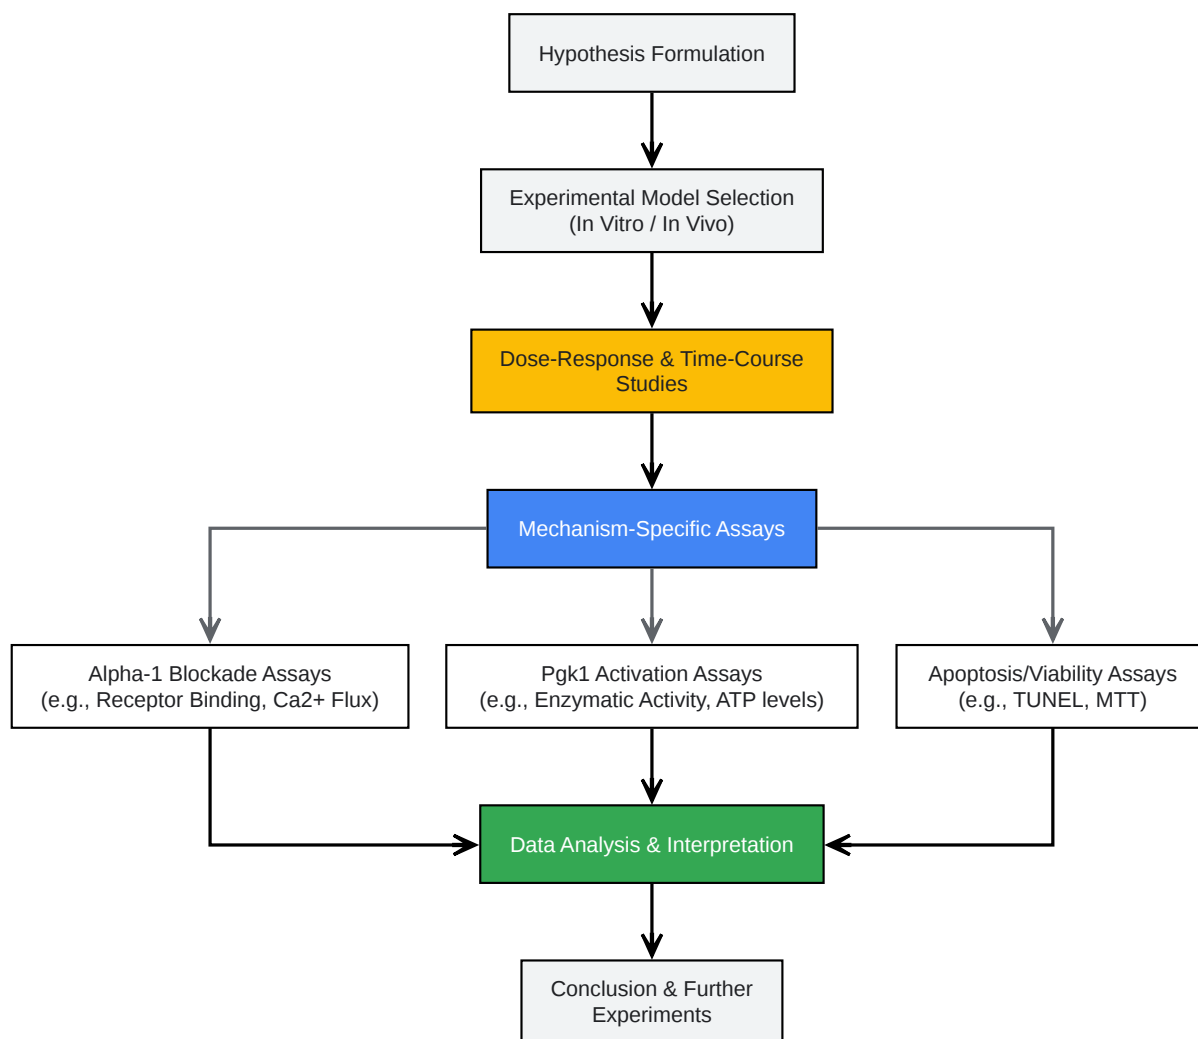 Hypothesis Formulation
Experimental Model Selection
(In Vitro / In Vivo)
Dose-Response & Time-Course
Studies
Mechanism-Specific Assays
Alpha-1 Blockade Assays
(e.g., Receptor Binding, Ca2+ Flux)
Pgk1 Activation Assays
(e.g., Enzymatic Activity, ATP levels)
Apoptosis/Viability Assays
(e.g., TUNEL, MTT)
Data Analysis & Interpretation
Conclusion & Further
Experiments